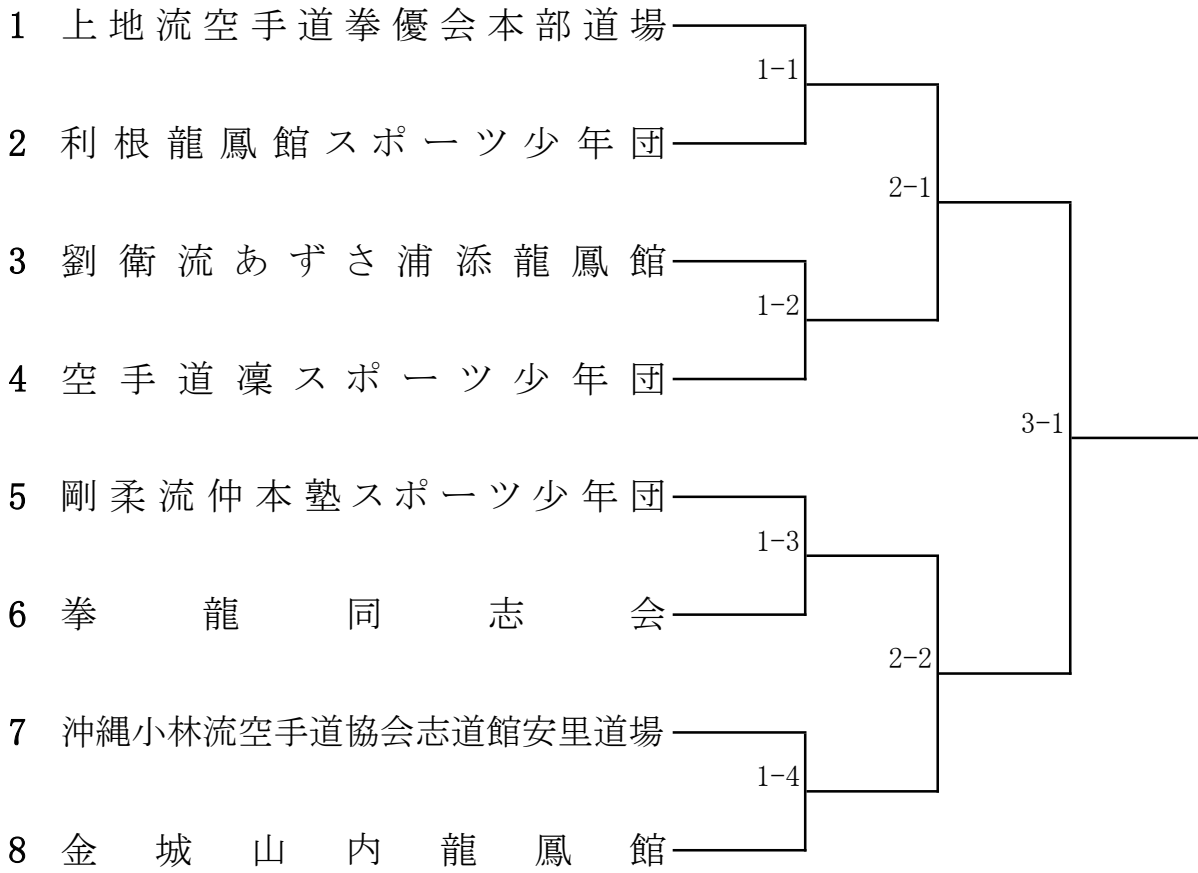 1 上地流空手道拳優会本部道場
1-1
2 利根龍鳳館スポーツ少年団
2-1
3 劉衛流あずさ浦添龍鳳館
1-2
4 空手道凜スポーツ少年団
3-1
5 剛柔流仲本塾スポーツ少年団
1-3
6 拳龍同志会
2-2
7 沖縄小林流空手道協会志道館安里道場
1-4
8 金城山内龍鳳館